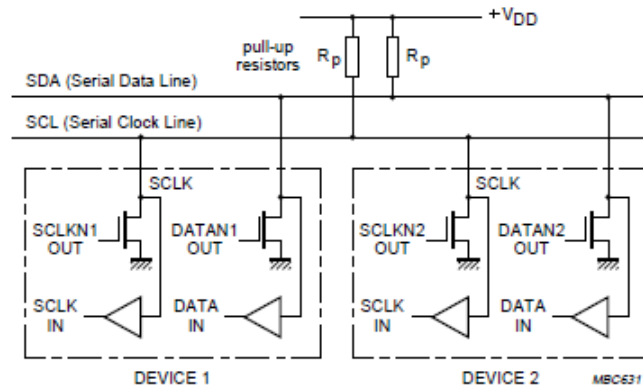 +VDD
pull-up
resistors
Rp
Rp
SDA (Serial Data Line)
SCL (Serial Clock Line)
SCLK
SCLK
SCLKN1
OUT
DATAN1
OUT
SCLKN2
OUT
DATAN2
OUT
SCLK
IN
DATA
IN
SCLK
IN
DATA
IN
DEVICE 1
DEVICE 2
MBC631